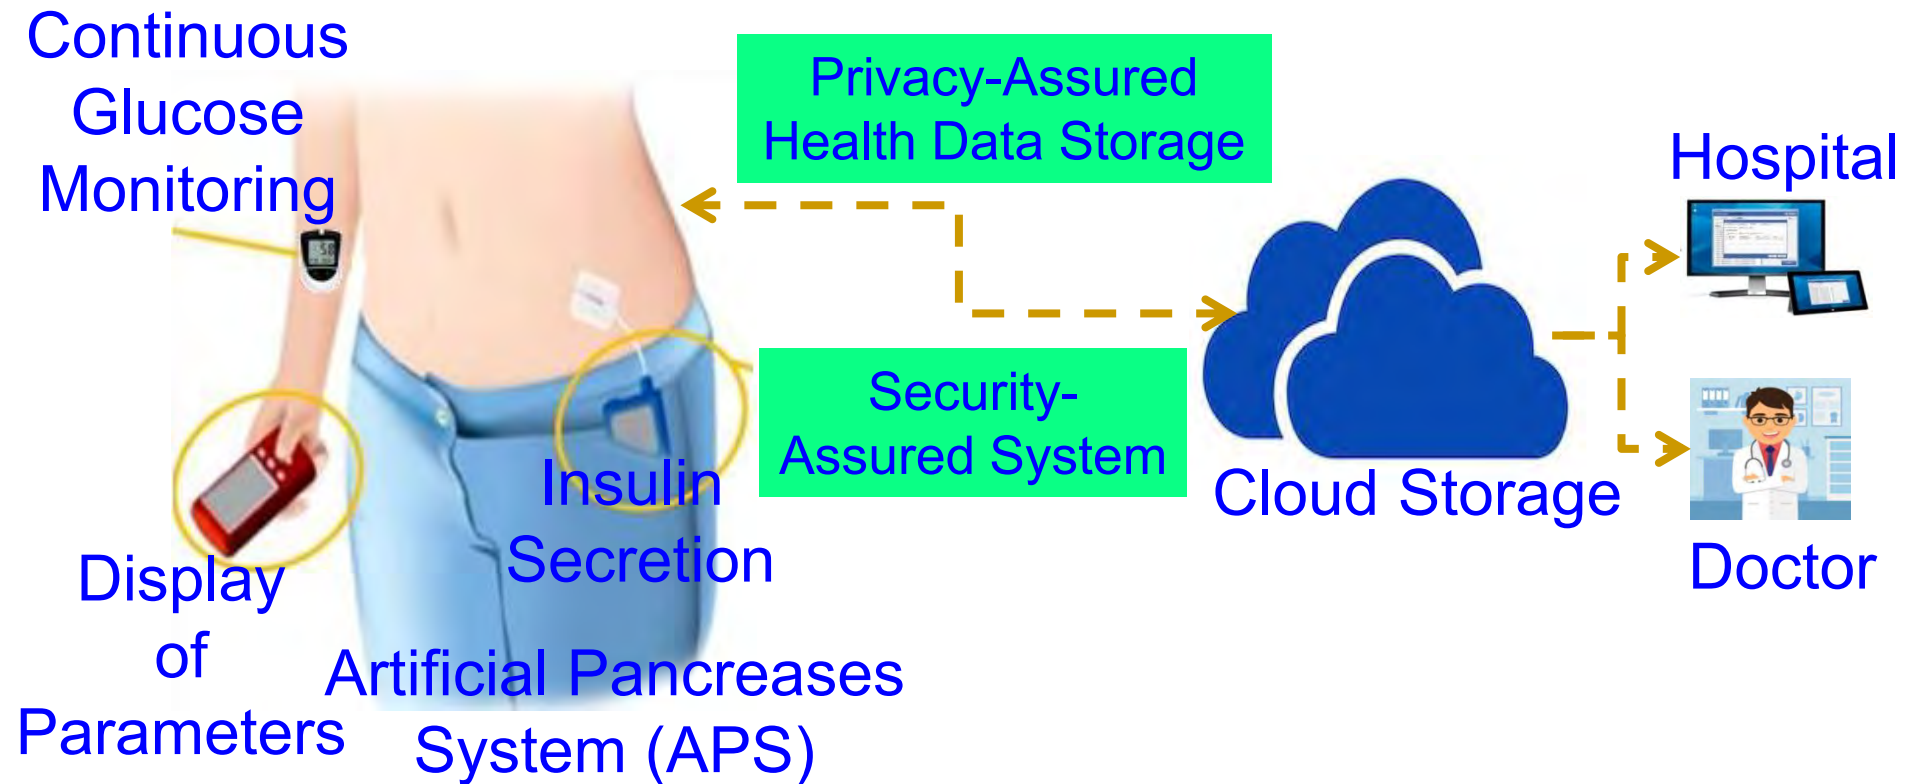 Continuous
Glucose
Monitoring
Privacy-Assured
Health Data Storage
Hospital
Security-
Assured System
Cloud Storage
Insulin
Secretion
Doctor
Display
of
Parameters
Artificial Pancreases
System (APS)